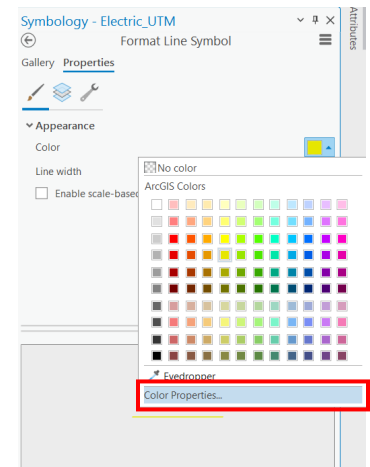 Symbology - Electric_UTM
Format Line Symbol
Attributes
Gallery Properties
Appearance
Color
Line width
Enable scale-based
No color
ArcGIS Colors
Eyedropper
Color Properties...